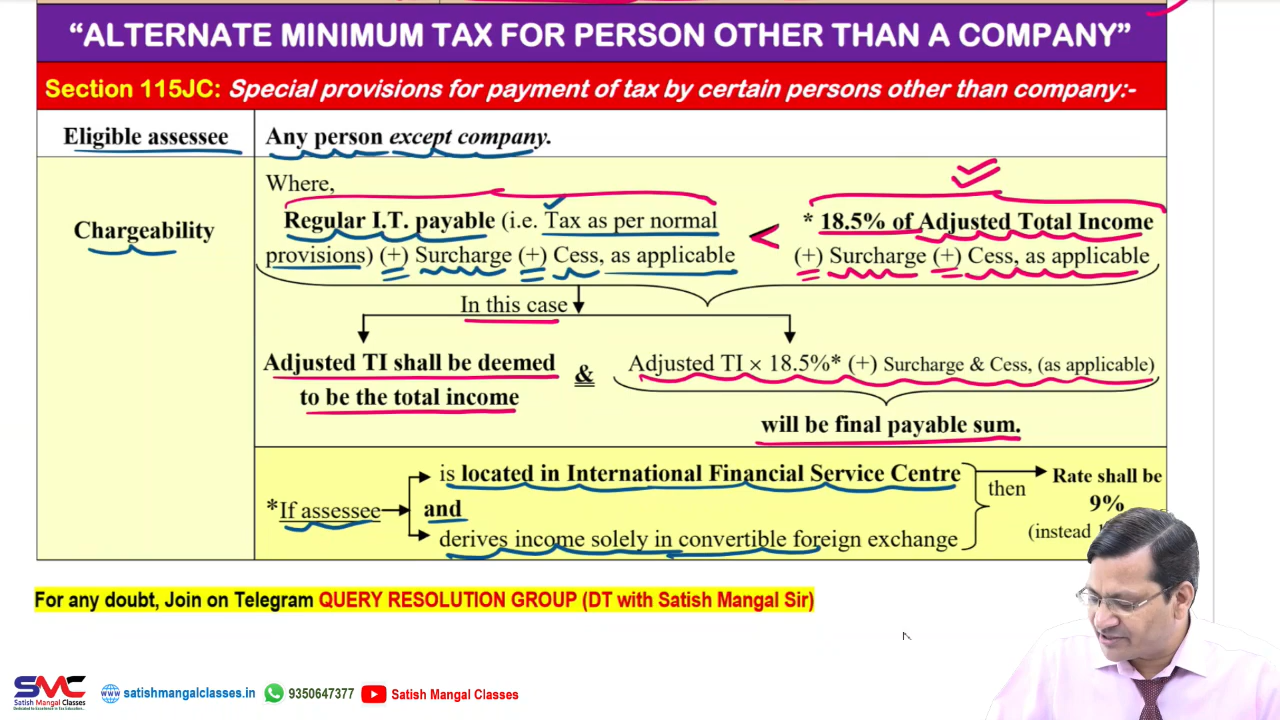 “ALTERNATE MINIMUM TAX FOR PERSON OTHER THAN A COMPANY”
Section 115JC: Special provisions for payment of tax by certain persons other than company:-
Eligible assessee Any person except company.
Chargeability
Where,
Regular I.T. payable (i.e. Tax as per normal
provisions) (+) Surcharge (+) Cess, as applicable
<
* 18.5% of Adjusted Total Income
(+) Surcharge (+) Cess, as applicable
In this case
Adjusted TI shall be deemed
to be the total income
&
Adjusted TI × 18.5%* (+) Surcharge & Cess, (as applicable)
will be final payable sum.
*If assessee
is located in International Financial Service Centre
and
derives income solely in convertible foreign exchange
then
Rate shall be
9%
(instead
For any doubt, Join on Telegram QUERY RESOLUTION GROUP (DT with Satish Mangal Sir)
SMC
Satish Mangal Classes
satishmangalclasses.in 9350647377 Satish Mangal Classes